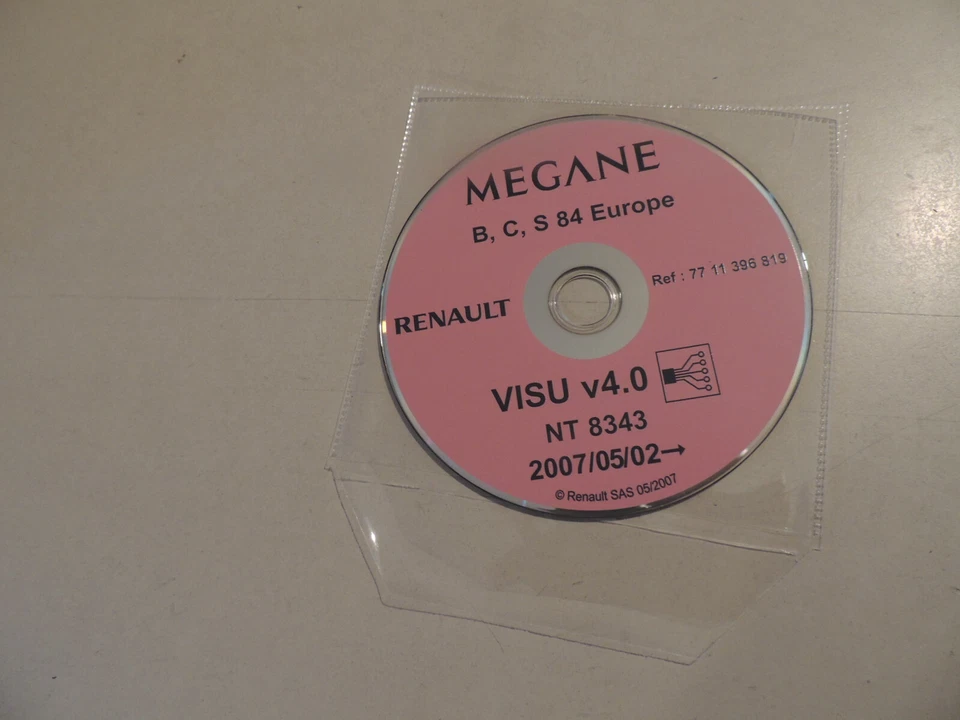 MEGANE
B, C, S 84 Europe
Ref : 77 11 396 819
RENAULT
VISU v4.0
NT 8343
2007/05/02→
© Renault SAS 05/2007